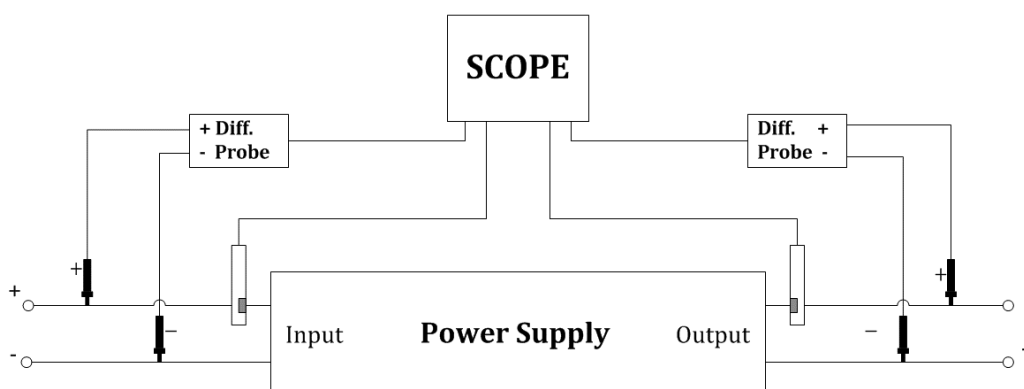 SCOPE
+ Diff.
- Probe
Diff. +
Probe -
+
+
+
-
−
−
Input
Power Supply
Output